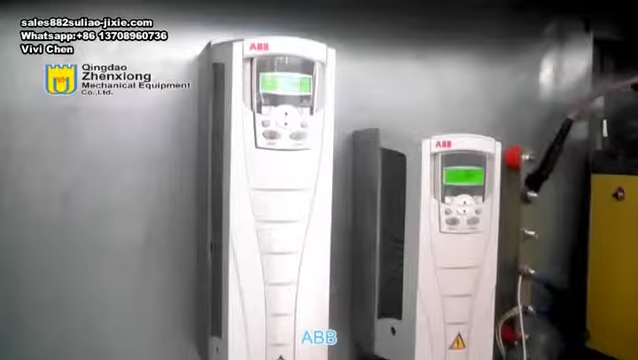 sales882suliao-jixie.com
Whatsapp:+86 13708960736
Vivi Chen
Qingdao
Zhenxiong
Mechanical Equipment
Co.,Ltd.
ABB
ABB
ABB